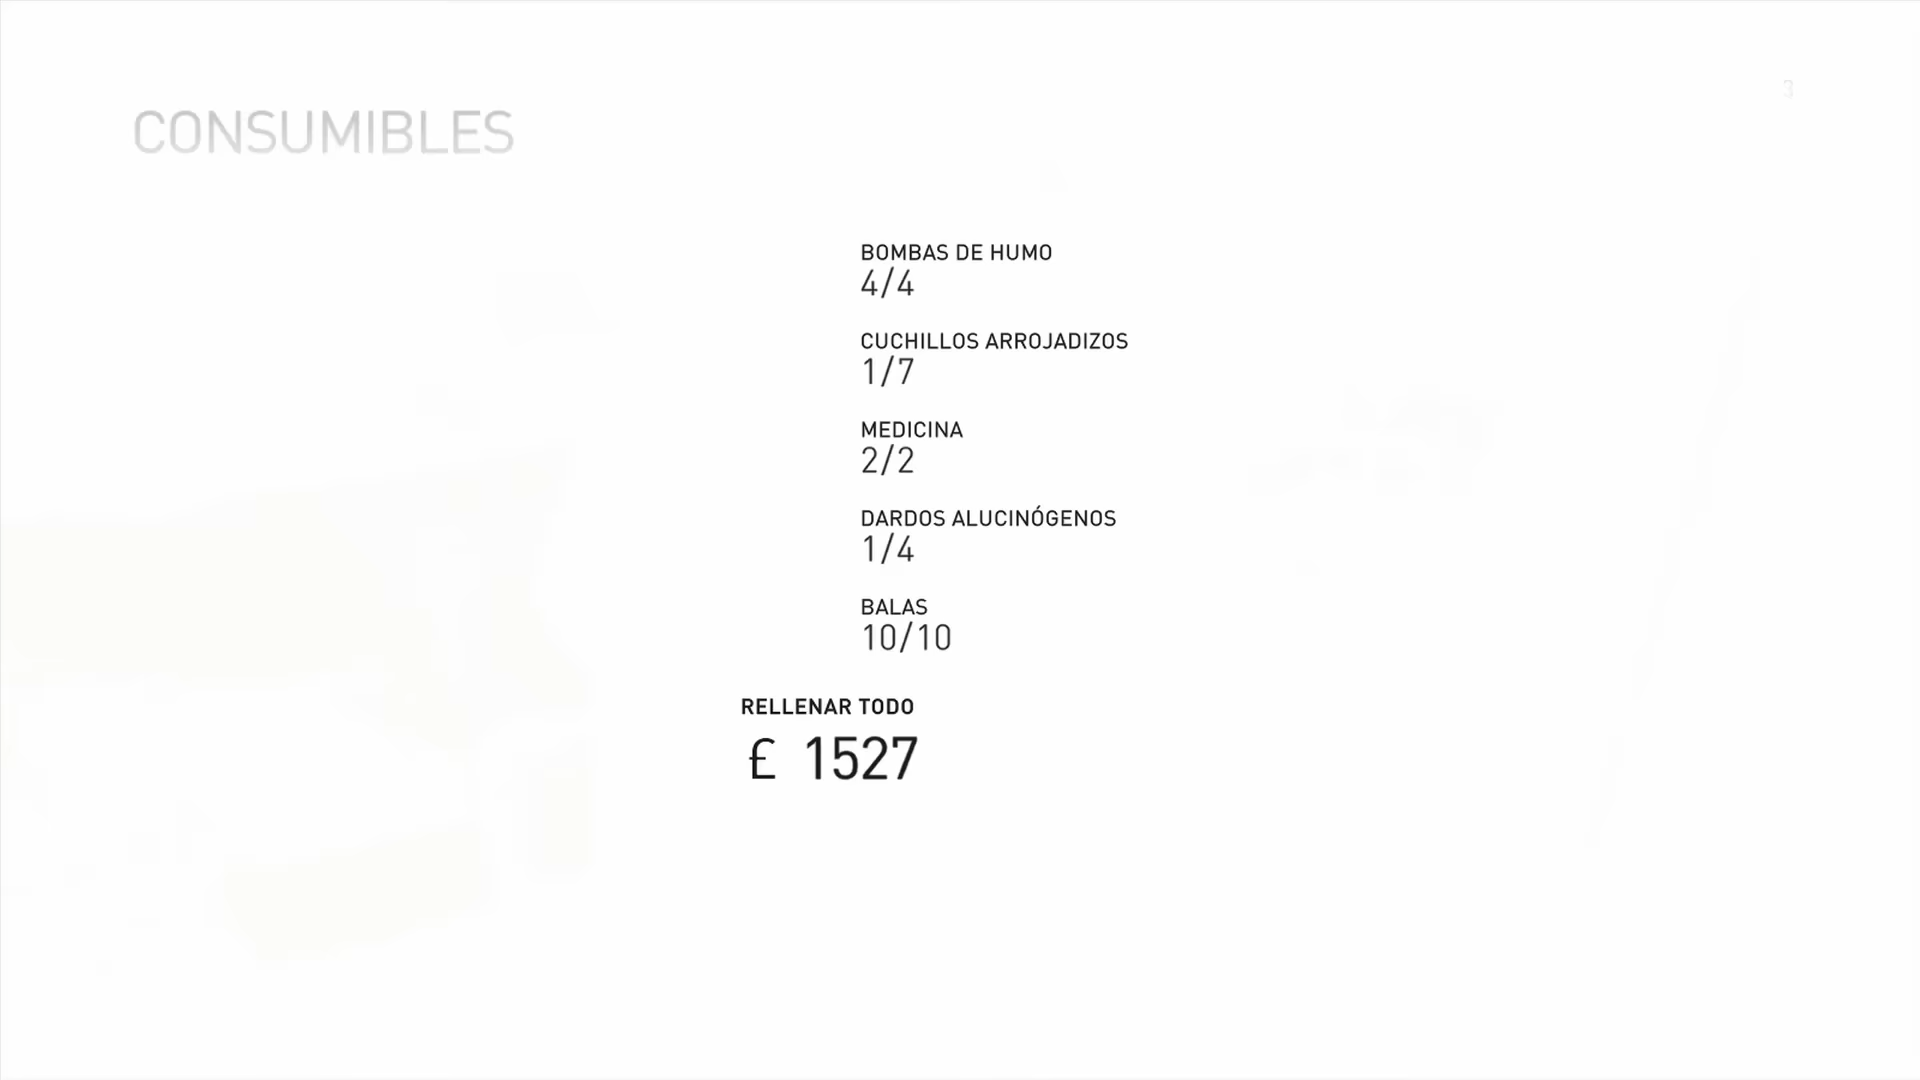 3
CONSUMIBLES
BOMBAS DE HUMO
4/4
CUCHILLOS ARROJADIZOS
1/7
MEDICINA
2/2
DARDOS ALUCINÓGENOS
1/4
BALAS
10/10
RELLENAR TODO
£ 1527